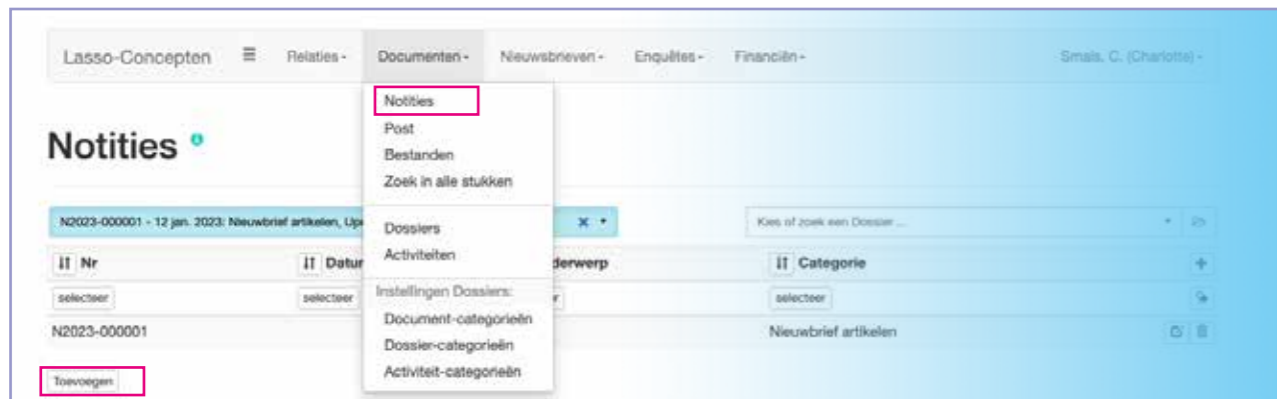 Lasso-Concepten Relaties Documenten Nieuwsbrieven Enquêtes Financiën Smals, C. (Charlotte)
Notities
Post
Bestanden
Zoek in alle stukken
Dossiers
Activiteiten
Instellingen Dossiers:
Document-categorieën
Dossier-categorieën
Activiteit-categorieën
Notities
N2023-000001 - 12 jan. 2023: Nieuwbrief artikelen,
Kies of zoek een Dossier ...
Nr Categorie
selecteer selecteer selecteer
N2023-000001 Nieuwbrief artikelen
Toevoegen